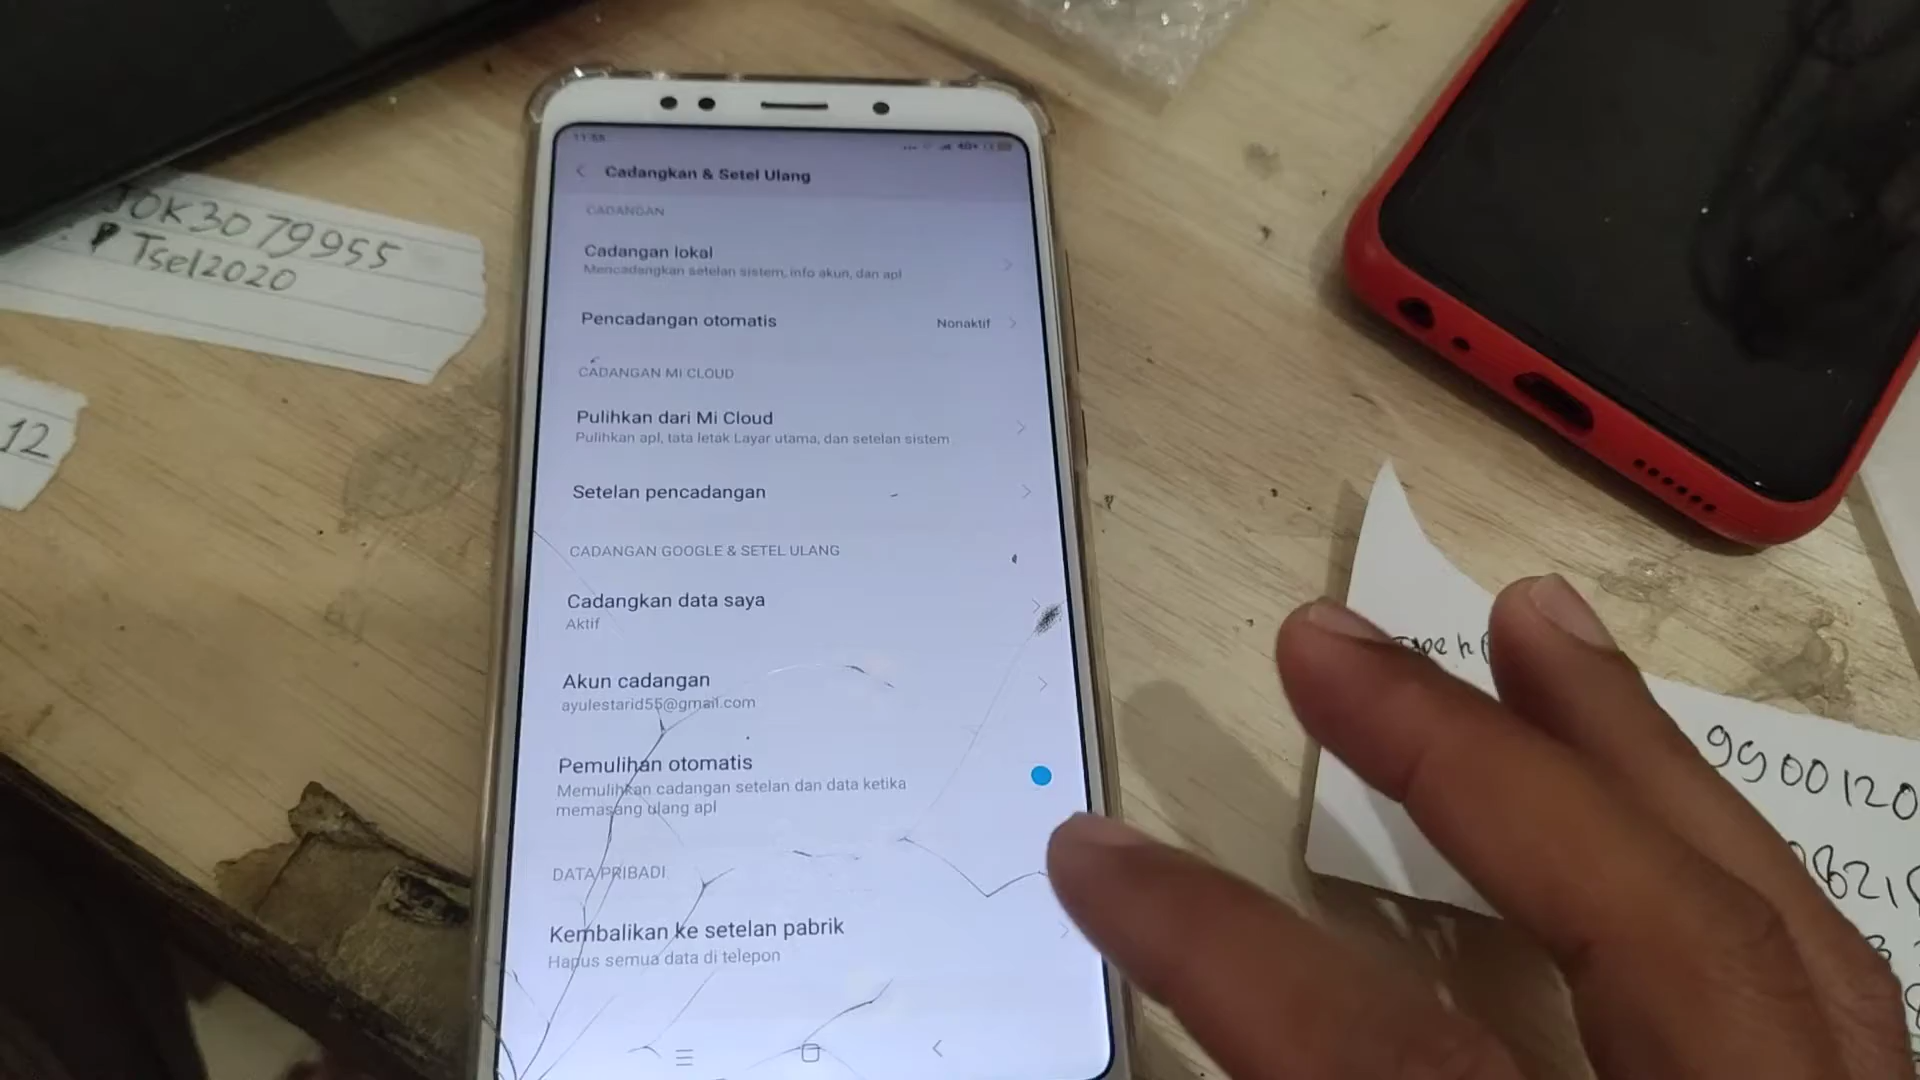 JOK3079955
Tsel2020
12
11:55
Cadangkan & Setel Ulang
CADANGAN
Cadangan lokal
Mencadangkan setelan sistem, info akun, dan apl
Pencadangan otomatis
Nonaktif
CADANGAN MI CLOUD
Pulihkan dari Mi Cloud
Pulihkan apl, tata letak Layar utama, dan setelan sistem
Setelan pencadangan
CADANGAN GOOGLE & SETEL ULANG
Cadangkan data saya
Aktif
Akun cadangan
ayulestarid55@gmail.com
Pemulihan otomatis
Memulihkan cadangan setelan dan data ketika
memasang ulang apl
DATA PRIBADI
Kembalikan ke setelan pabrik
Hapus semua data di telepon
9900120